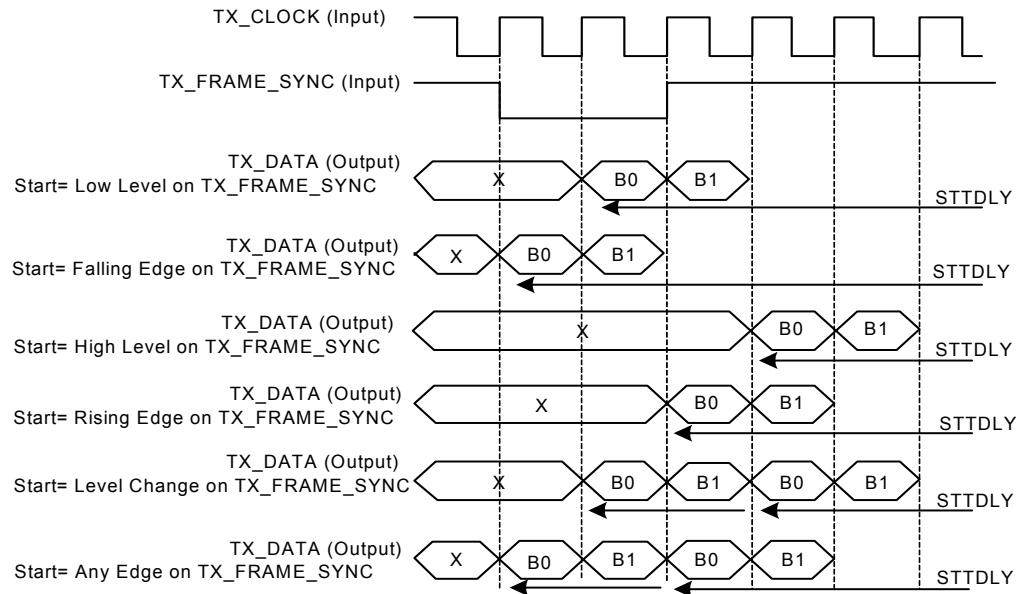 TX_CLOCK (Input)
TX_FRAME_SYNC (Input)
TX_DATA (Output)
Start= Low Level on TX_FRAME_SYNC
X
B0
B1
STTDLY
TX_DATA (Output)
Start= Falling Edge on TX_FRAME_SYNC
X
B0
B1
STTDLY
TX_DATA (Output)
Start= High Level on TX_FRAME_SYNC
X
B0
B1
STTDLY
TX_DATA (Output)
Start= Rising Edge on TX_FRAME_SYNC
X
B0
B1
STTDLY
TX_DATA (Output)
Start= Level Change on TX_FRAME_SYNC
X
B0
B1
B0
B1
STTDLY
TX_DATA (Output)
Start= Any Edge on TX_FRAME_SYNC
X
B0
B1
B0
B1
STTDLY